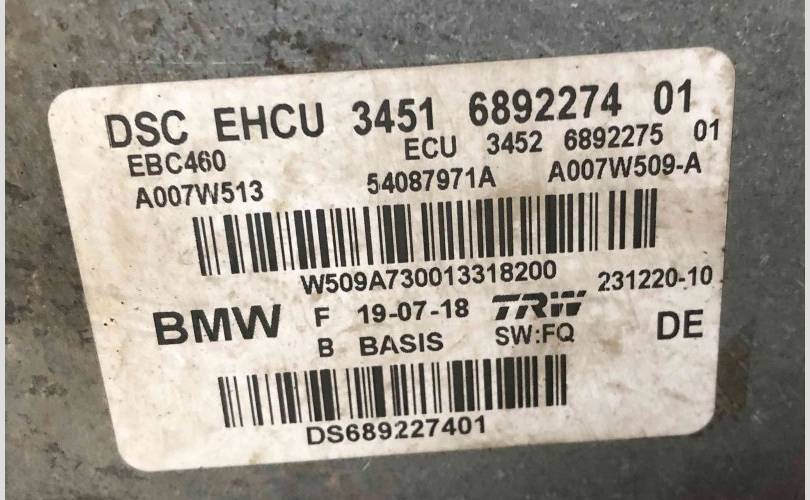 DSC EHCU 3451 6892274 01
EBC460 ECU 3452 6892275 01
A007W513 54087971A A007W509-A
W509A730013318200 231220-10
BMW F 19-07-18 TRW DE
B BASIS SW:FQ
DS689227401